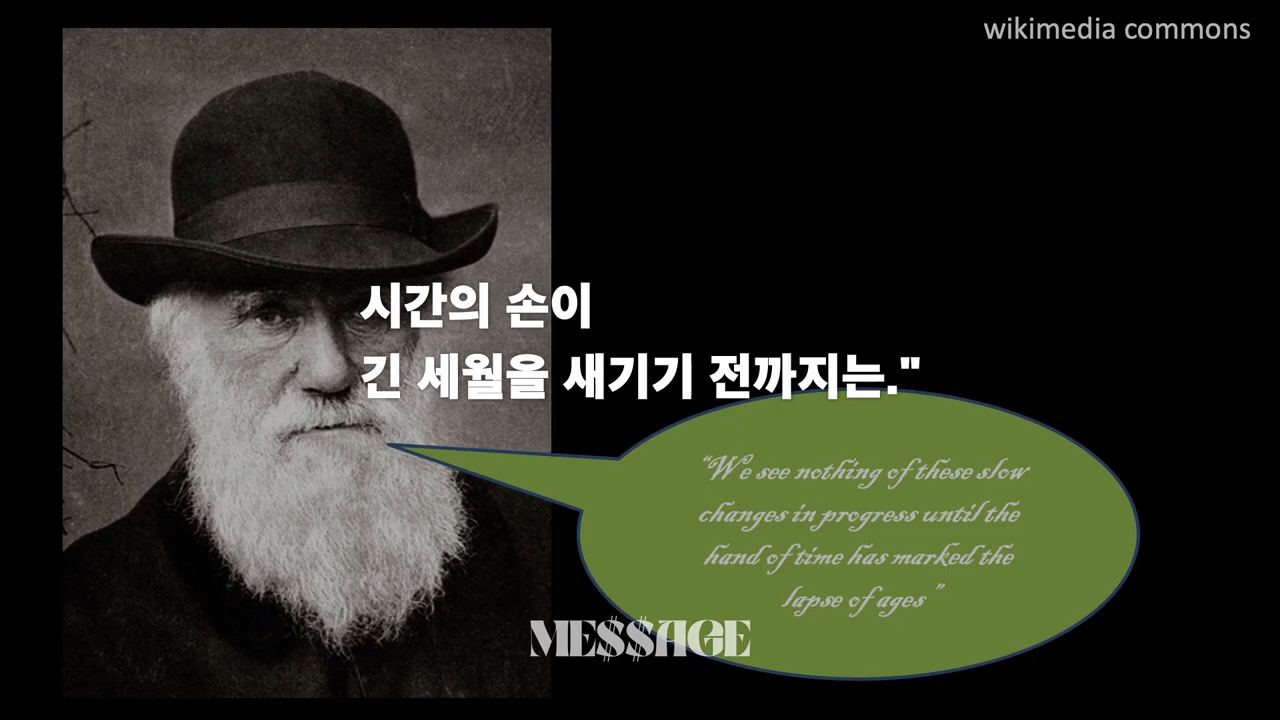 wikimedia commons
시간의 손이
긴 세월을 새기기 전까지는."
“We see nothing of these slow
changes in progress until the
hand of time has marked the
lapse of ages”
ME$$AGE